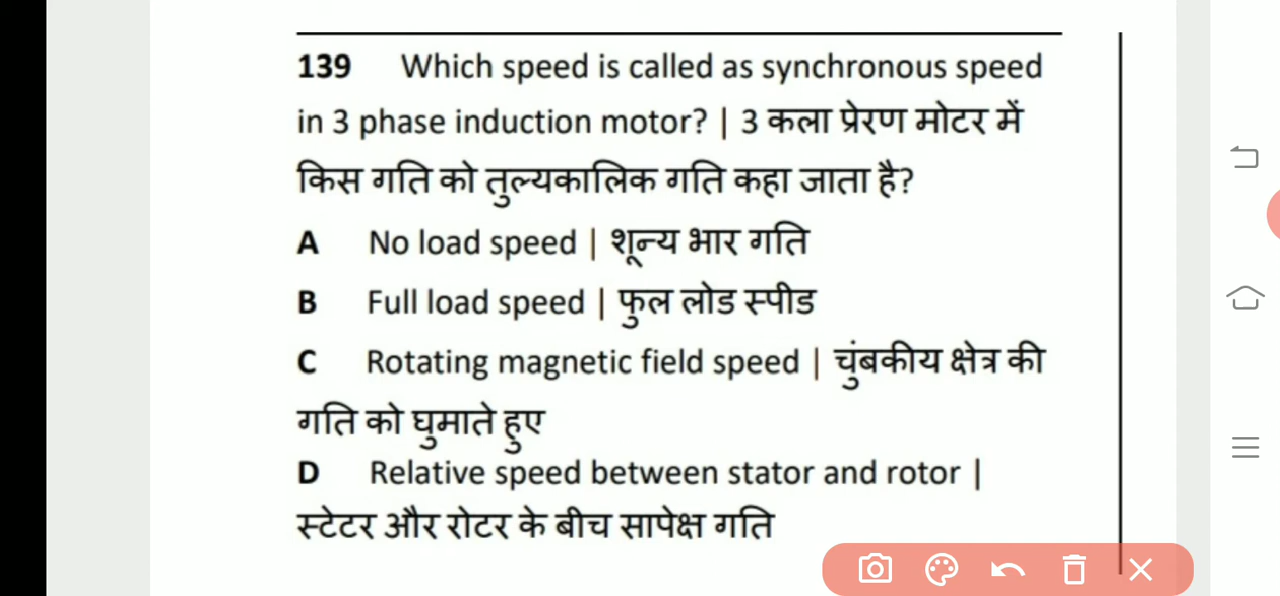 139 Which speed is called as synchronous speed
in 3 phase induction motor? | 3 कला प्रेरण मोटर में
किस गति को तुल्यकालिक गति कहा जाता है?
A No load speed | शून्य भार गति
B Full load speed | फुल लोड स्पीड
C Rotating magnetic field speed | चुंबकीय क्षेत्र की
गति को घुमाते हुए
D Relative speed between stator and rotor |
स्टेटर और रोटर के बीच सापेक्ष गति